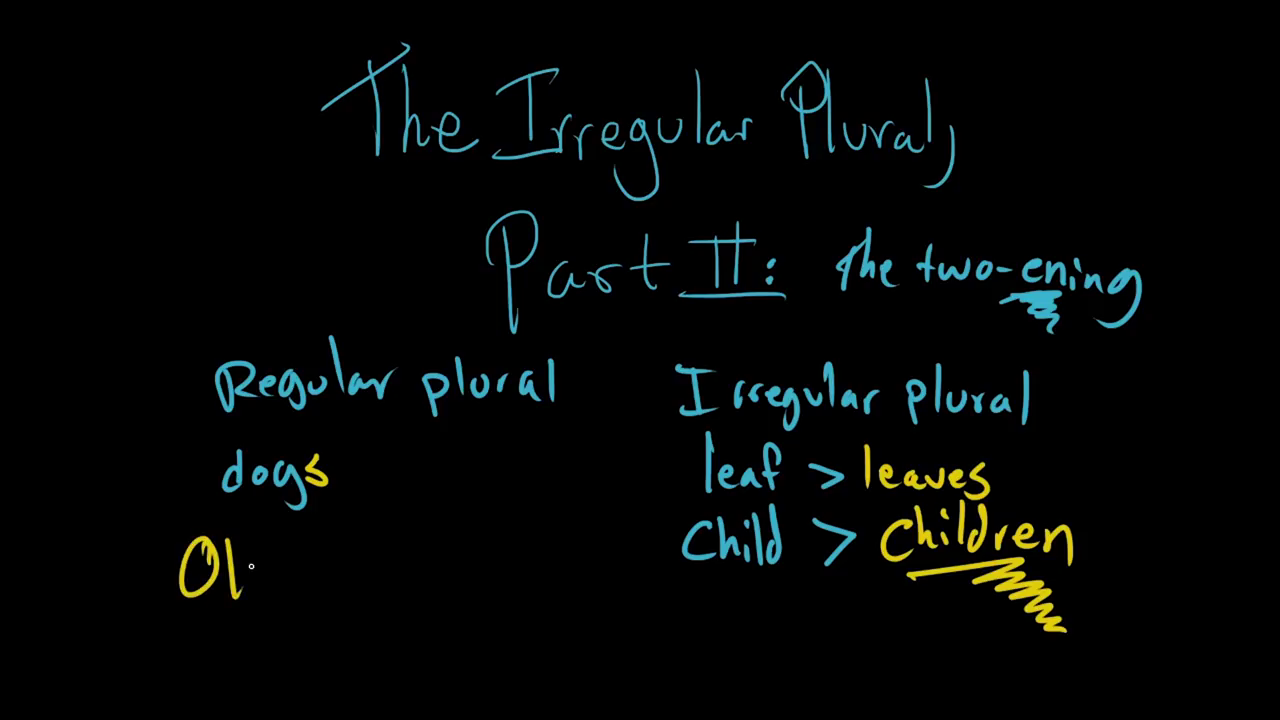 The Irregular Plural,
Part II: the two-ening
Regular plural
dogs
Ol
Irregular plural
leaf > leaves
Child > Children